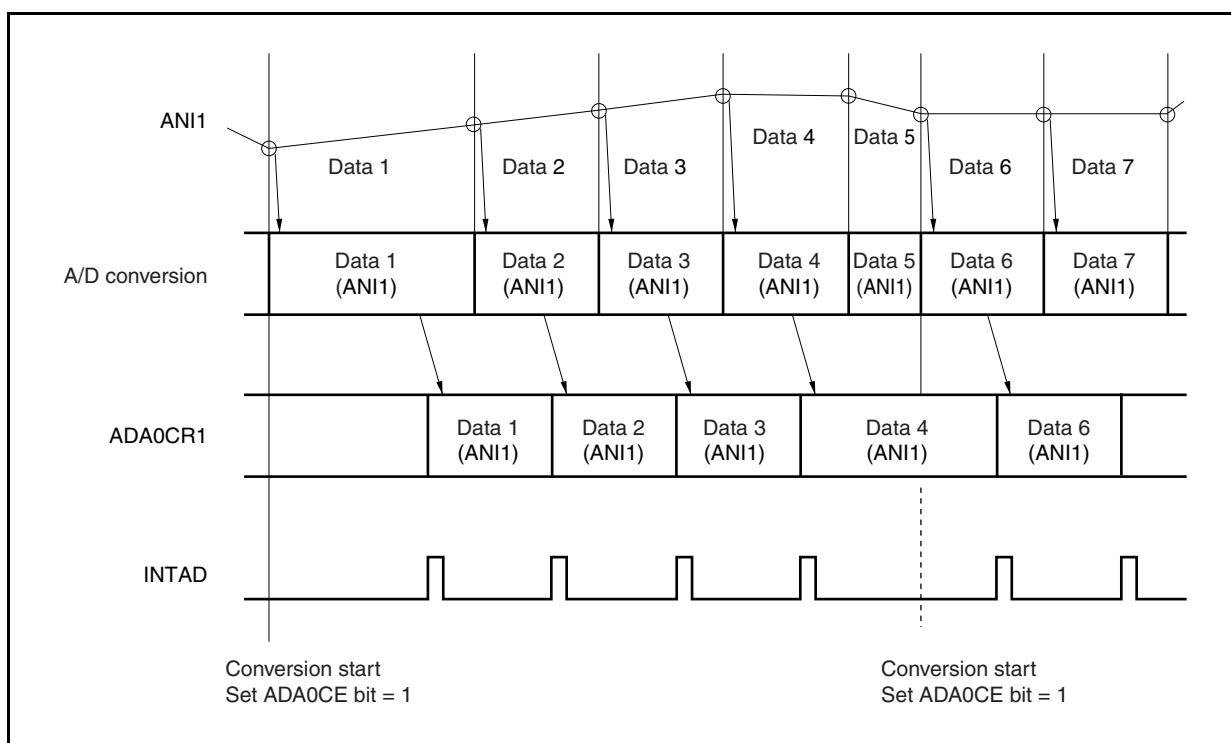 ANI1
Data 1
Data 2
Data 3
Data 4
Data 5
Data 6
Data 7
A/D conversion
Data 1
(ANI1)
Data 2
(ANI1)
Data 3
(ANI1)
Data 4
(ANI1)
Data 5
(ANI1)
Data 6
(ANI1)
Data 7
(ANI1)
ADA0CR1
Data 1
(ANI1)
Data 2
(ANI1)
Data 3
(ANI1)
Data 4
(ANI1)
Data 6
(ANI1)
INTAD
Conversion start
Set ADA0CE bit = 1
Conversion start
Set ADA0CE bit = 1